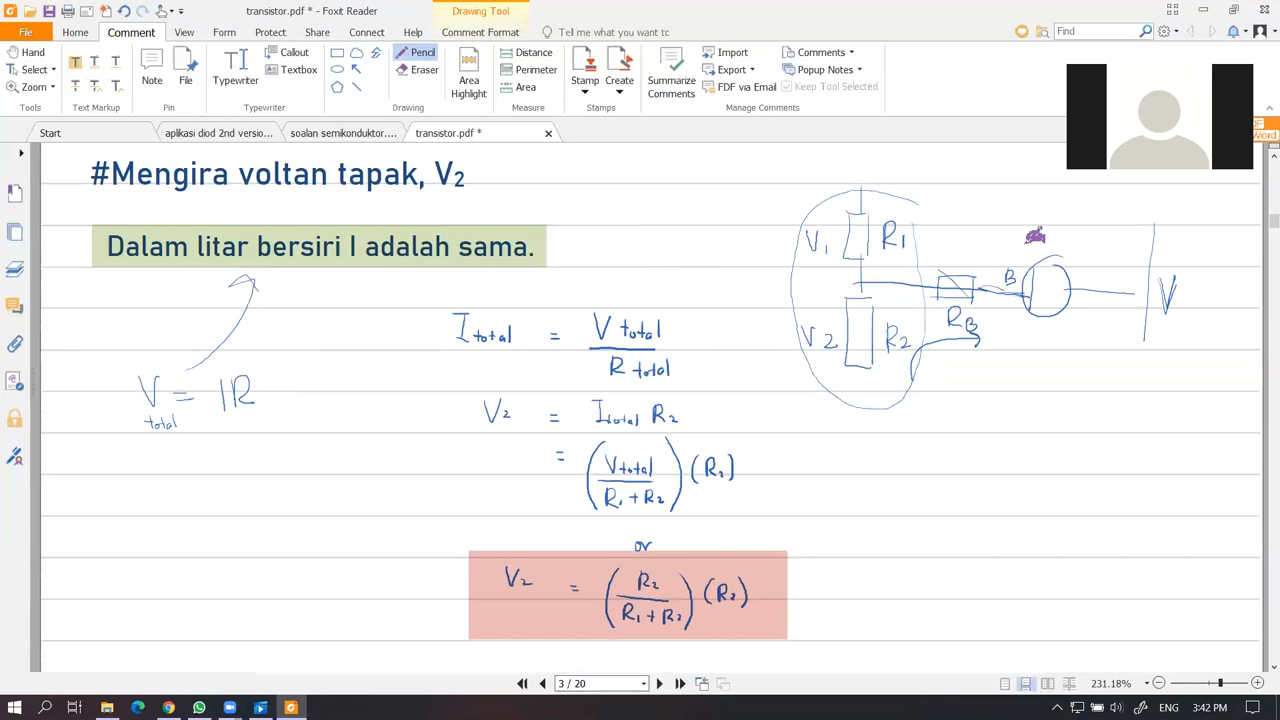 transistor.pdf * - Foxit Reader
Drawing Tool
File Home Comment View Form Protect Share Connect Help Comment Format Tell me what you want to Find
Hand
Select
Zoom
Tools
T T T
T T T
Text Markup
Note
File
Pin
Typewriter
Callout
Textbox
Typewriter
Pencil
Eraser
Drawing
Area Highlight
Distance
Perimeter
Area
Measure
Stamp
Create
Stamps
Summarize Comments
Import
Export
FDF via Email
Comments
Popup Notes
Keep Tool Selected
Manage Comments
Start aplikasi diod 2nd versio... soalan semikonduktor.... transistor.pdf *
Word
#Mengira voltan tapak, V₂
Dalam litar bersiri I adalah sama.
V total = IR
I total = V total / R total
V₂ = I total R₂
= (V total / R₁ + R₂) (R₂)
or
V₂ = (R₂ / R₁ + R₂) (R₂)
V1 R1
V2 R2
RB
B
V
3 / 20
231.18%
ENG 3:42 PM